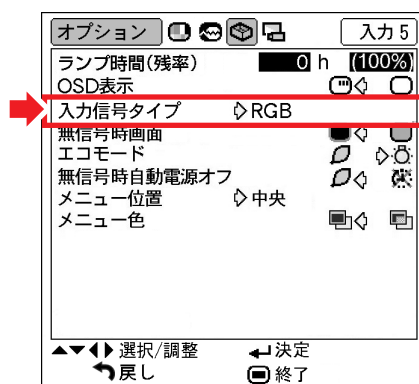 オプション 入力5
ランプ時間(残率) 0 h (100%)
OSD表示
入力信号タイプ RGB
無信号時画面
エコモード
無信号時自動電源オフ
メニュー位置 中央
メニュー色
選択/調整 決定
戻し 終了